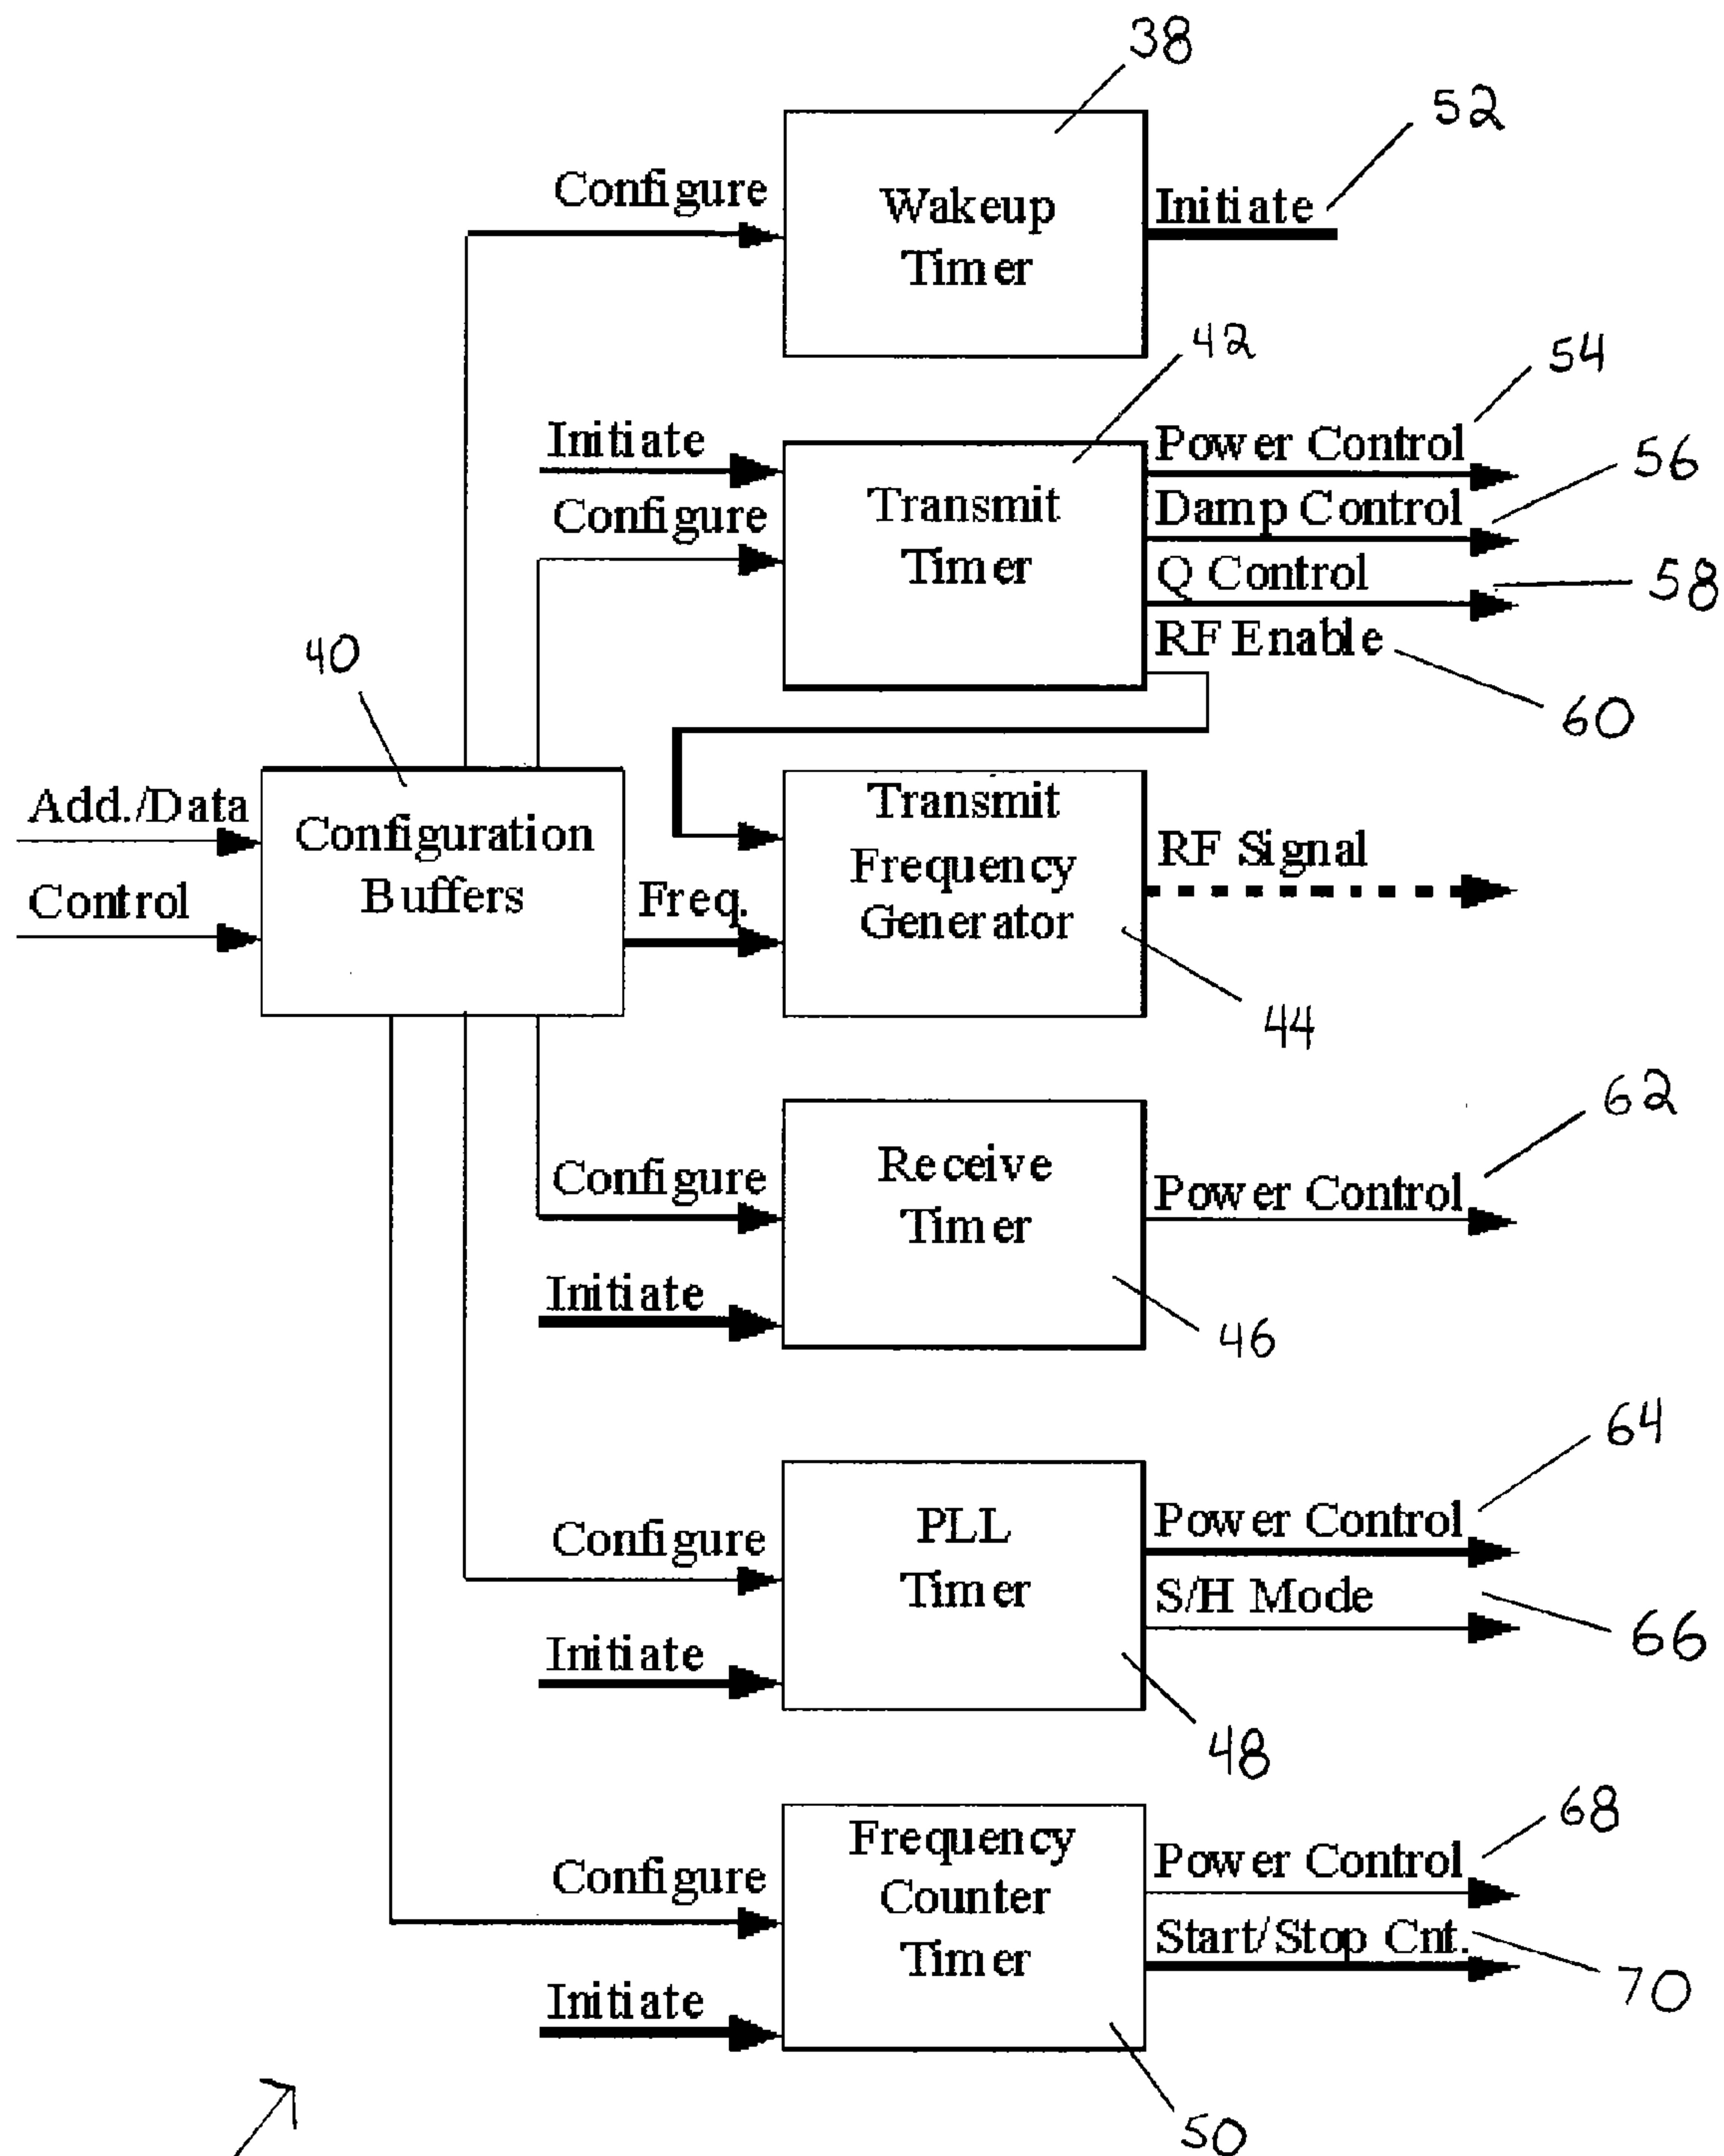 38
52
Configure
Wakeup
Timer
Initiate
42
54
Initiate
Configure
Transmit
Timer
Power Control
56
Damp Control
Q Control
58
RF Enable
60
40
Add./Data
Control
Configuration
Buffers
Freq.
Transmit
Frequency
Generator
RF Signal
44
62
Configure
Initiate
Receive
Timer
Power Control
46
64
Configure
Initiate
PLL
Timer
Power Control
S/H Mode
66
48
68
Configure
Initiate
Frequency
Counter
Timer
Power Control
Start/Stop Cnt.
70
50